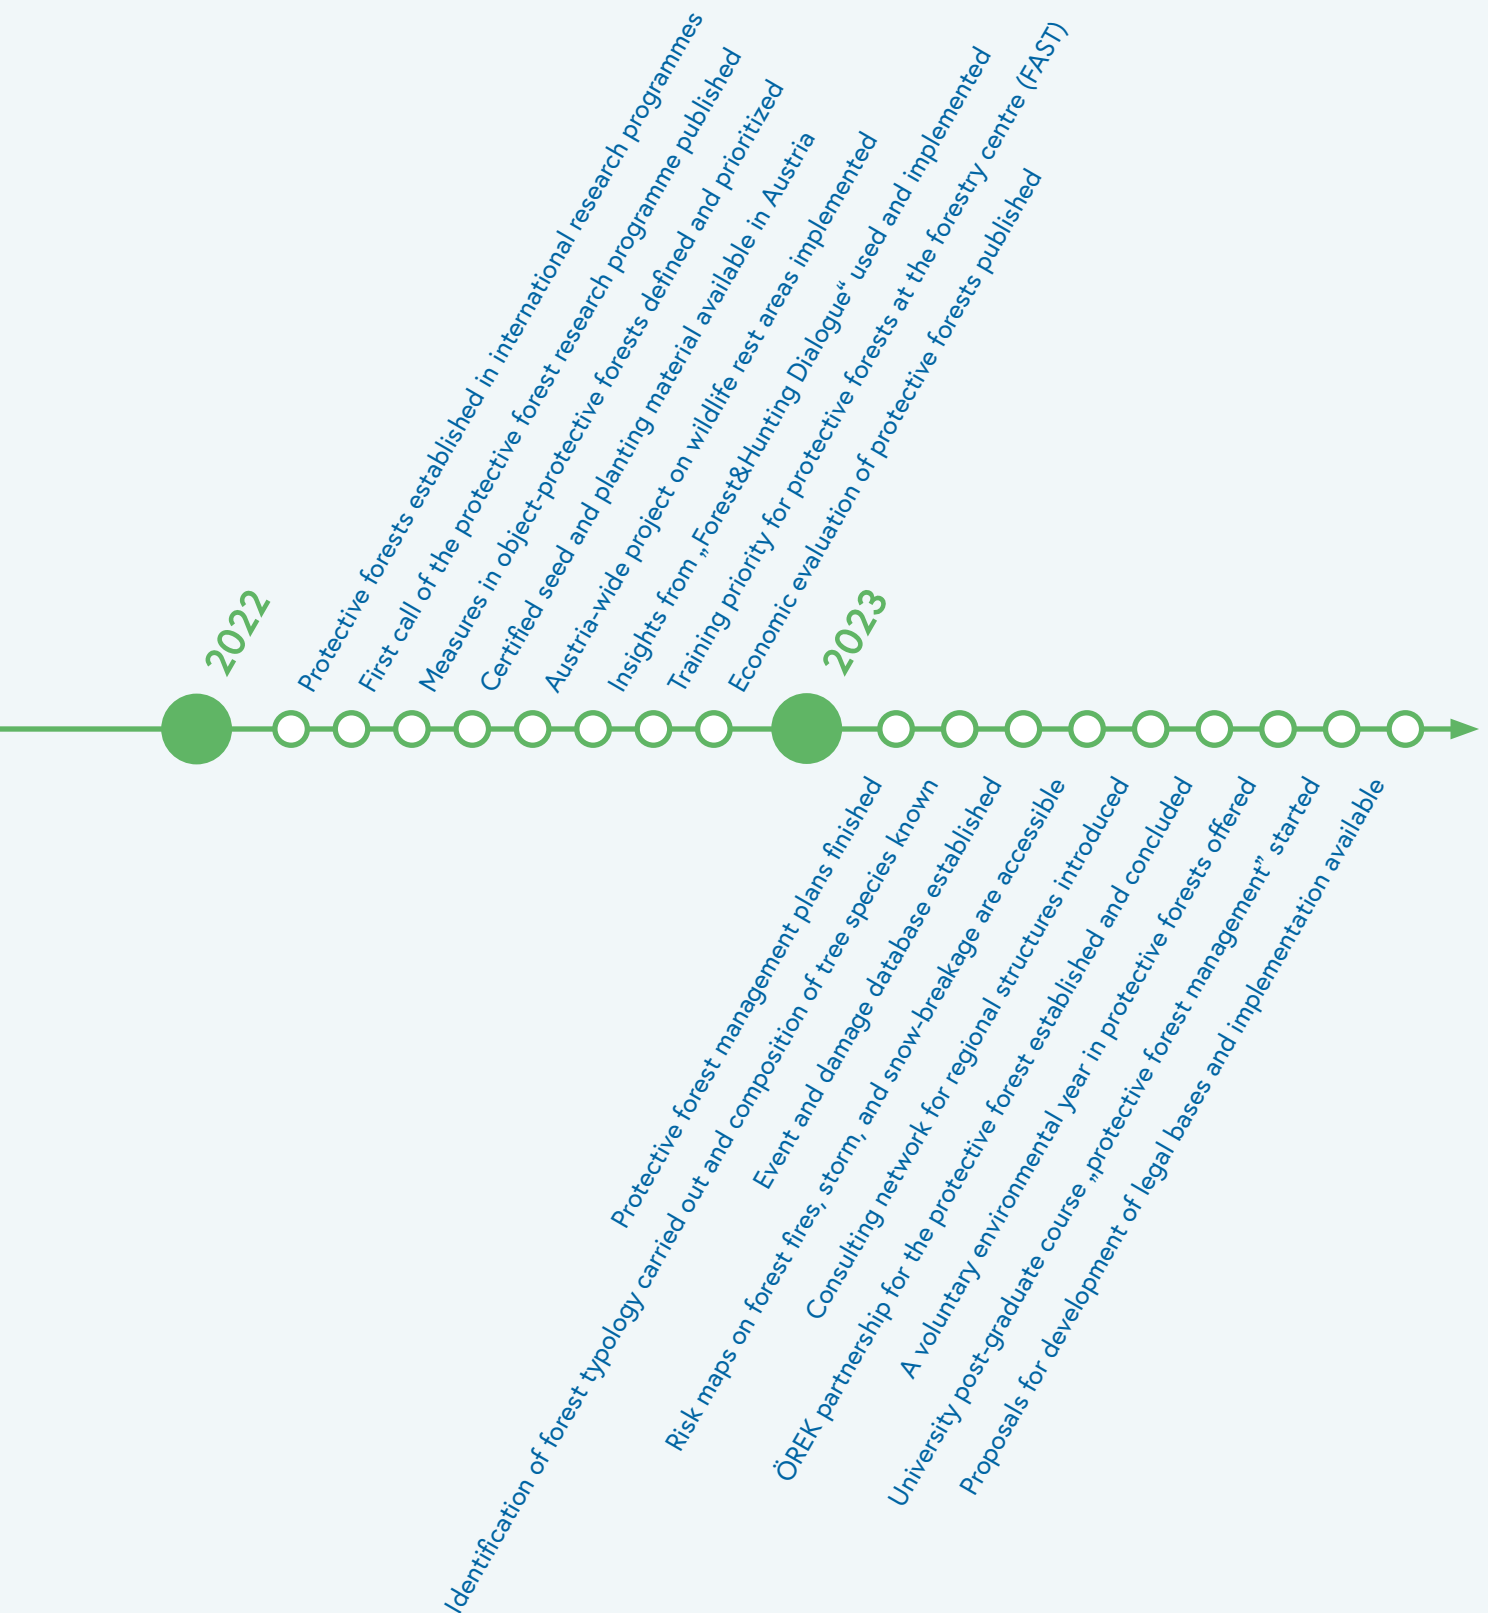 2022
Protective forests established in international research programmes
First call of the protective forest research programme published
Measures in object-protective forests defined and prioritized
Certified seed and planting material available in Austria
Austria-wide project on wildlife rest areas implemented
Insights from „Forest&Hunting Dialogue“ used and implemented
Training priority for protective forests at the forestry centre (FAST)
Economic evaluation of protective forests published
2023
Protective forest management plans finished
Identification of forest typology carried out and composition of tree species known
Event and damage database established
Risk maps on forest fires, storm, and snow-breakage are accessible
Consulting network for regional structures introduced
ÖREK partnership for the protective forest established and concluded
A voluntary environmental year in protective forests offered
University post-graduate course „protective forest management” started
Proposals for development of legal bases and implementation available